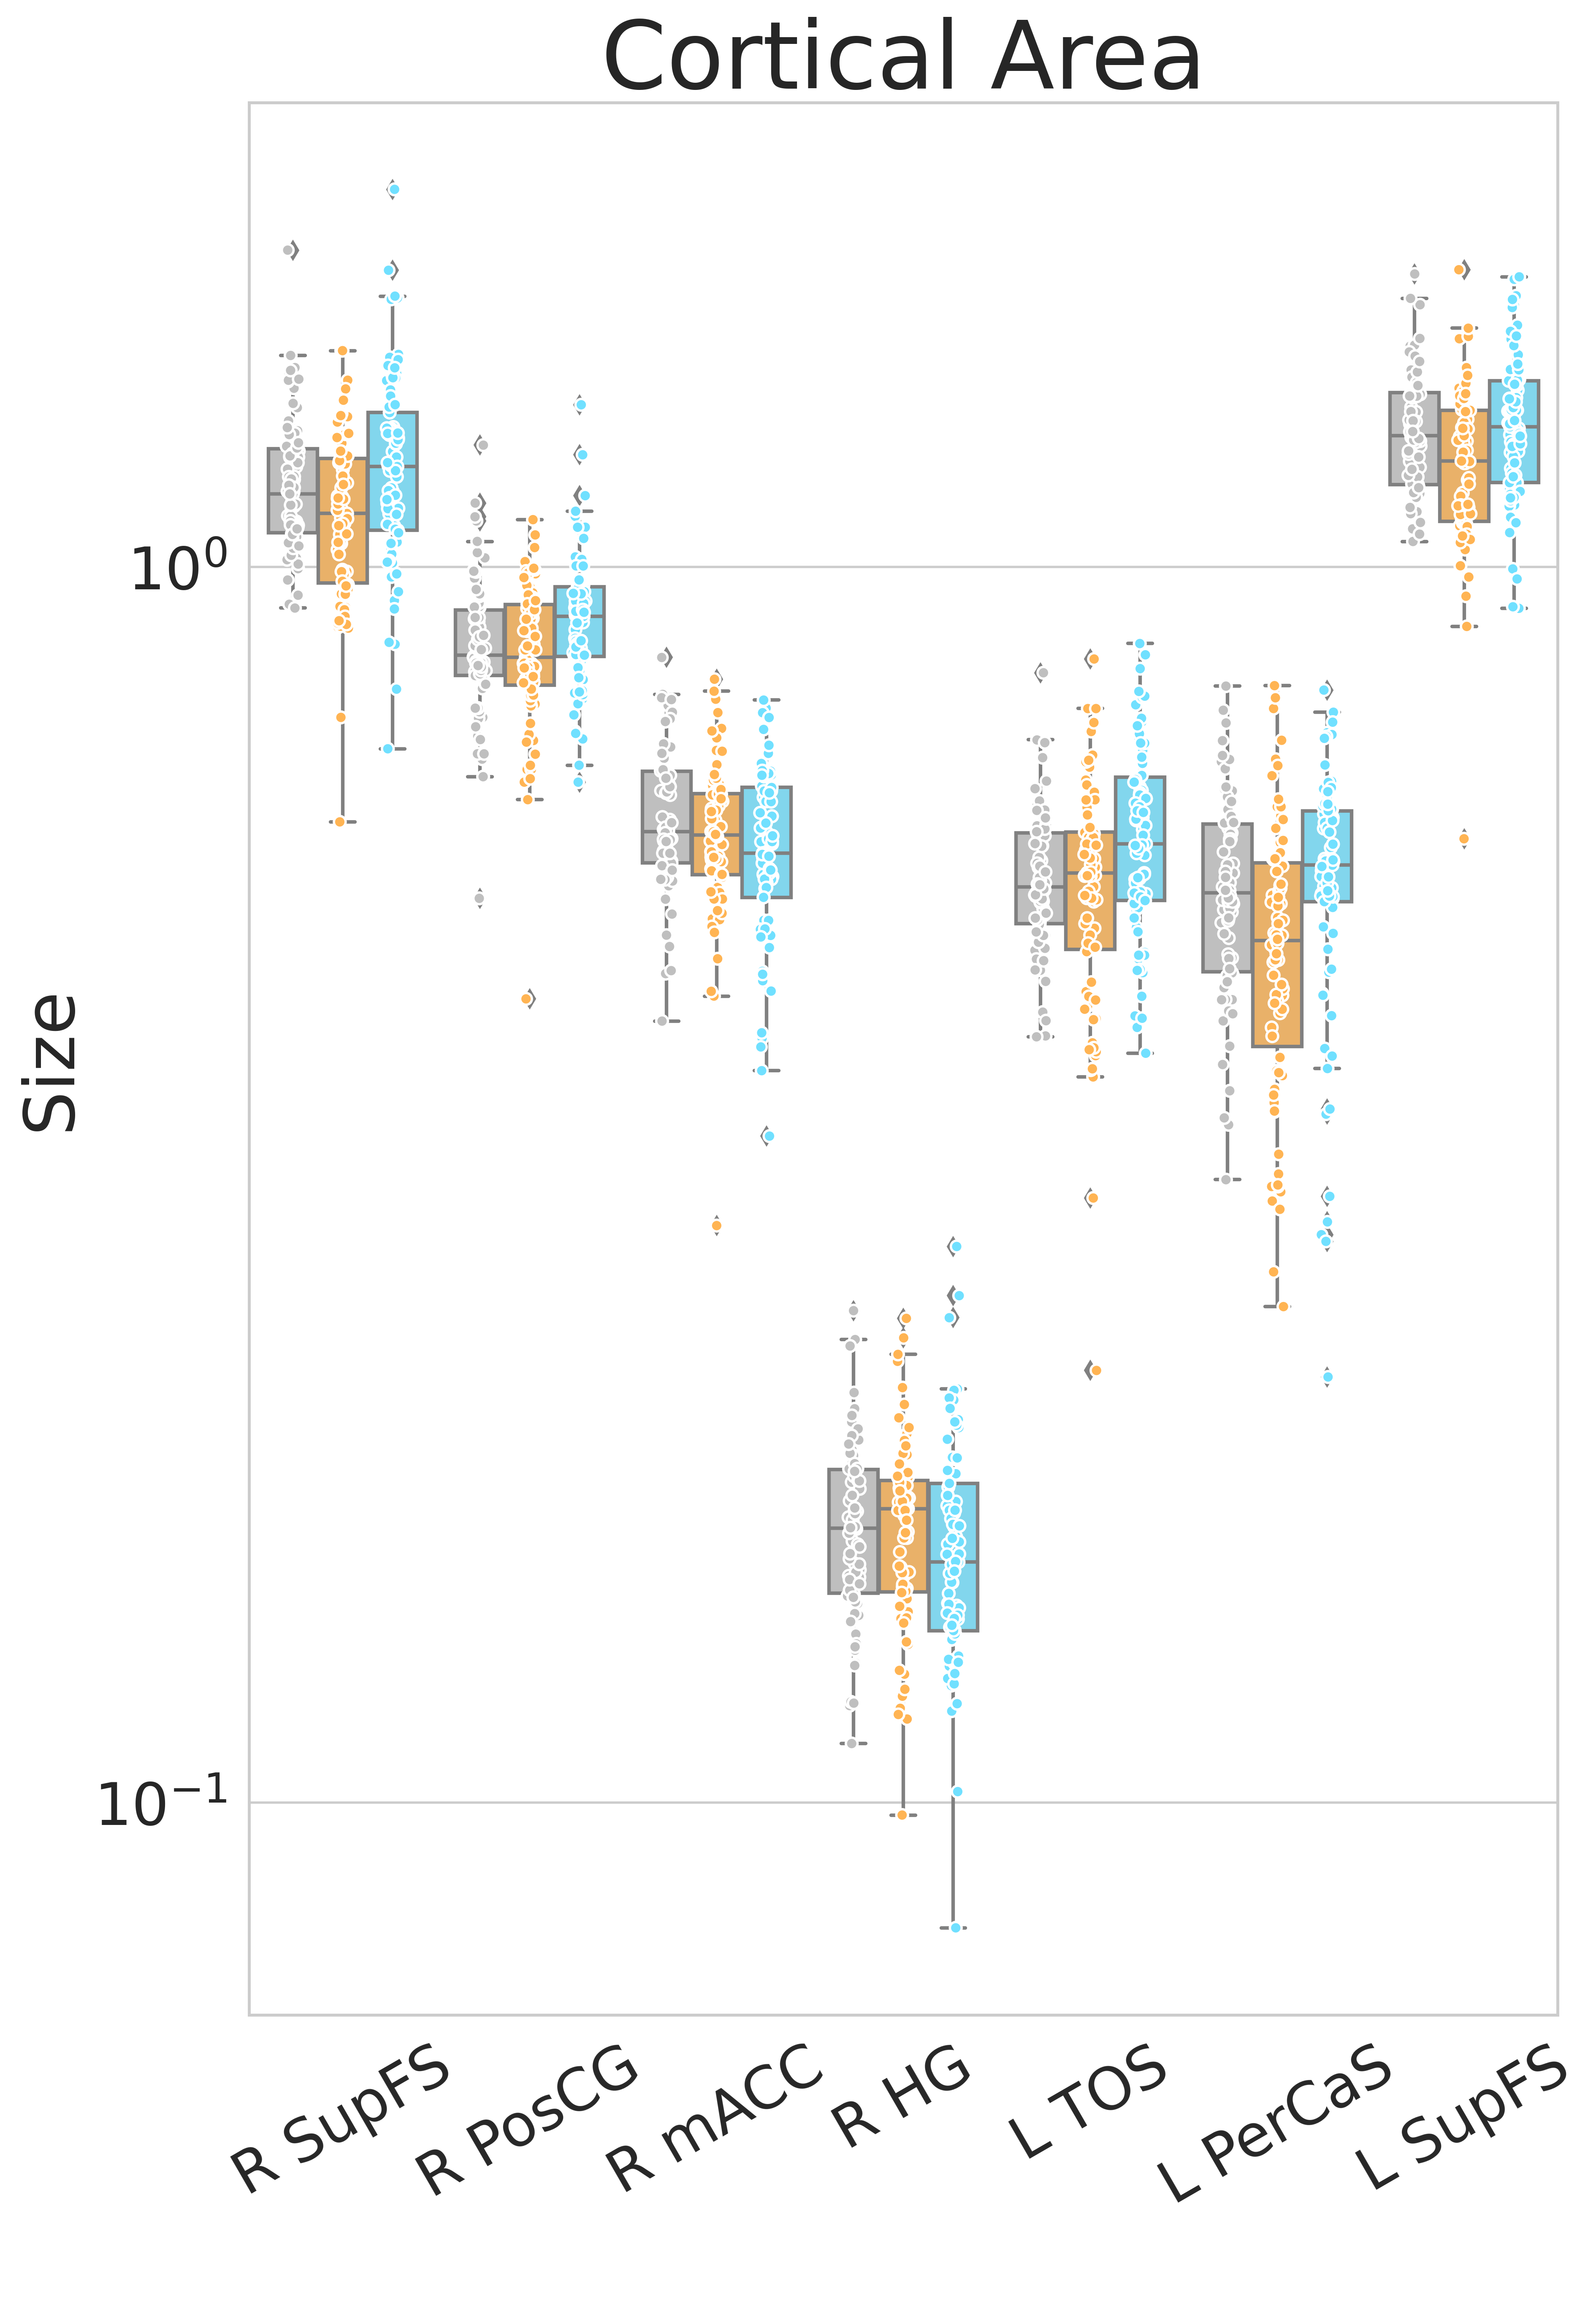 Cortical Area
Size
10⁰
10⁻¹
R SupFS
R PosCG
R mACC
R HG
L TOS
L PerCaS
L SupFS